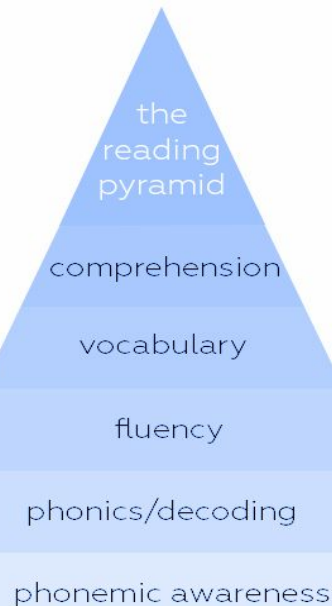 the
reading
pyramid
comprehension
vocabulary
fluency
phonics/decoding
phonemic awareness